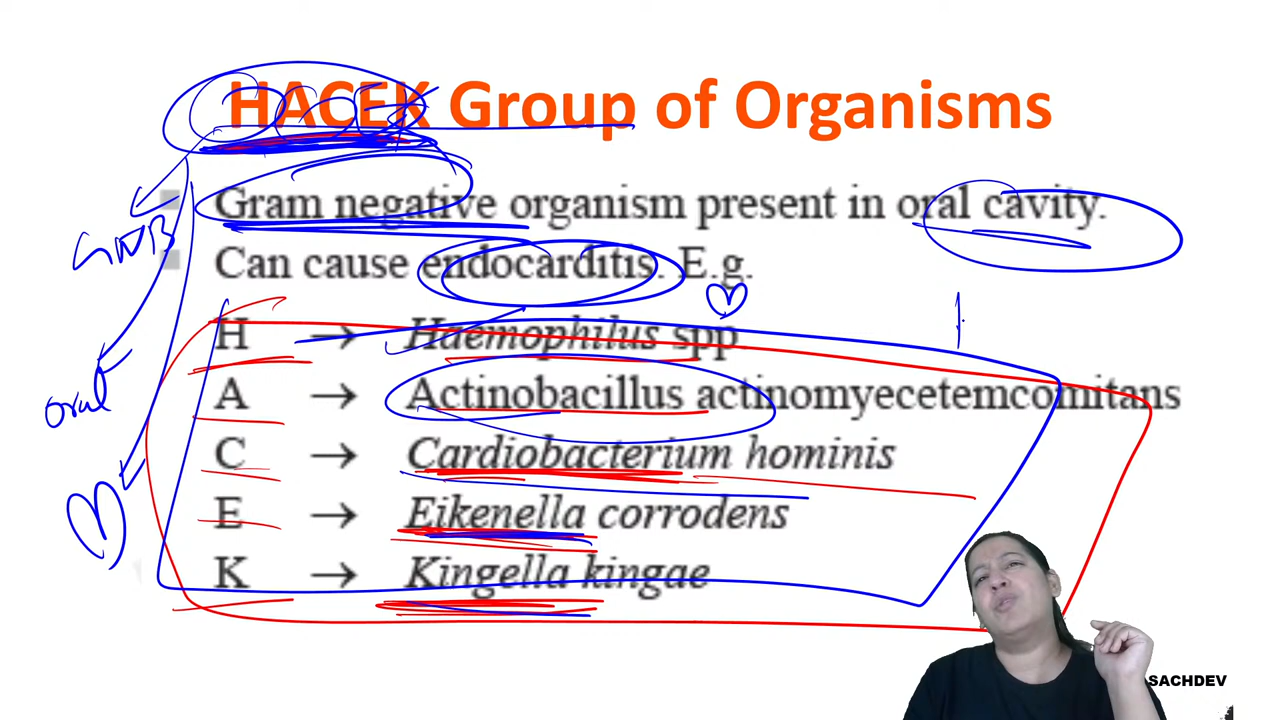 HACEK Group of Organisms
Gram negative organism present in oral cavity.
Can cause endocarditis. E.g.
H → Haemophilus spp.
A → Actinobacillus actinomyecetemcomitans
C → Cardiobacterium hominis
E → Eikenella corrodens
K → Kingella kingae
GNB
oral
SACHDEV